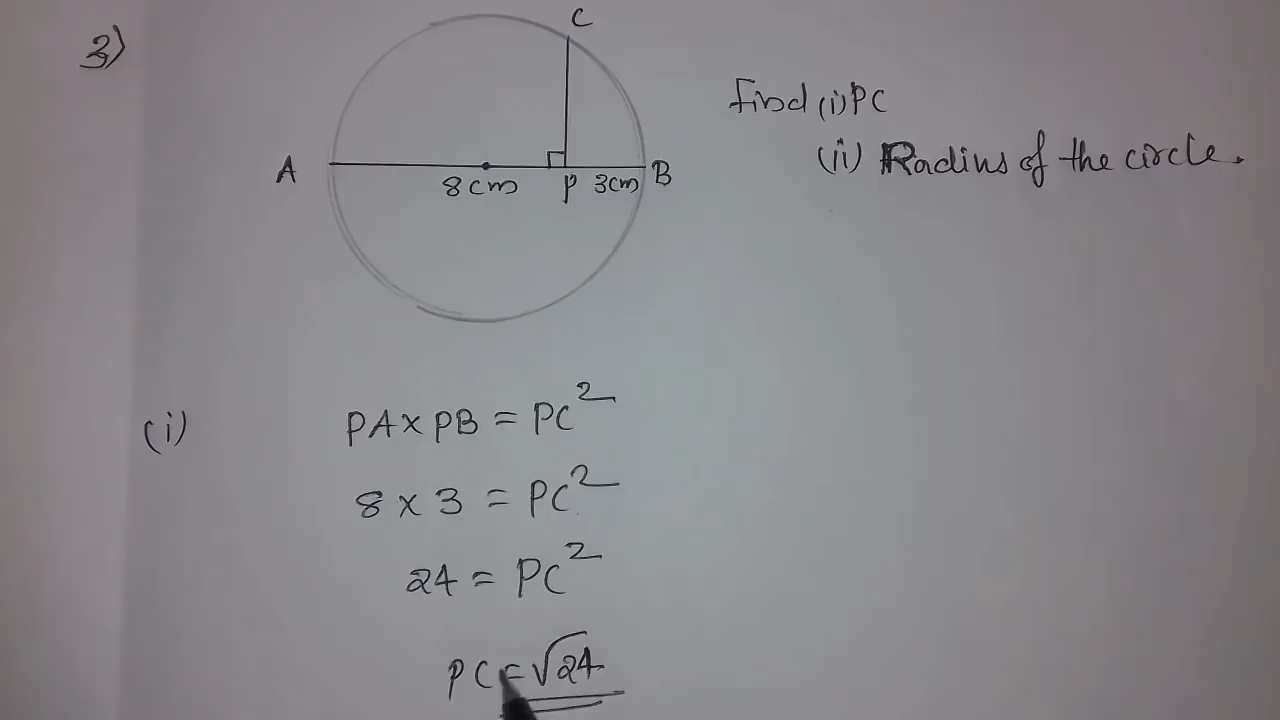 3)
C
Find (i) PC
(ii) Radius of the circle.
A
8cm P 3cm B
(i) PA × PB = PC²
8 × 3 = PC²
24 = PC²
PC = √24